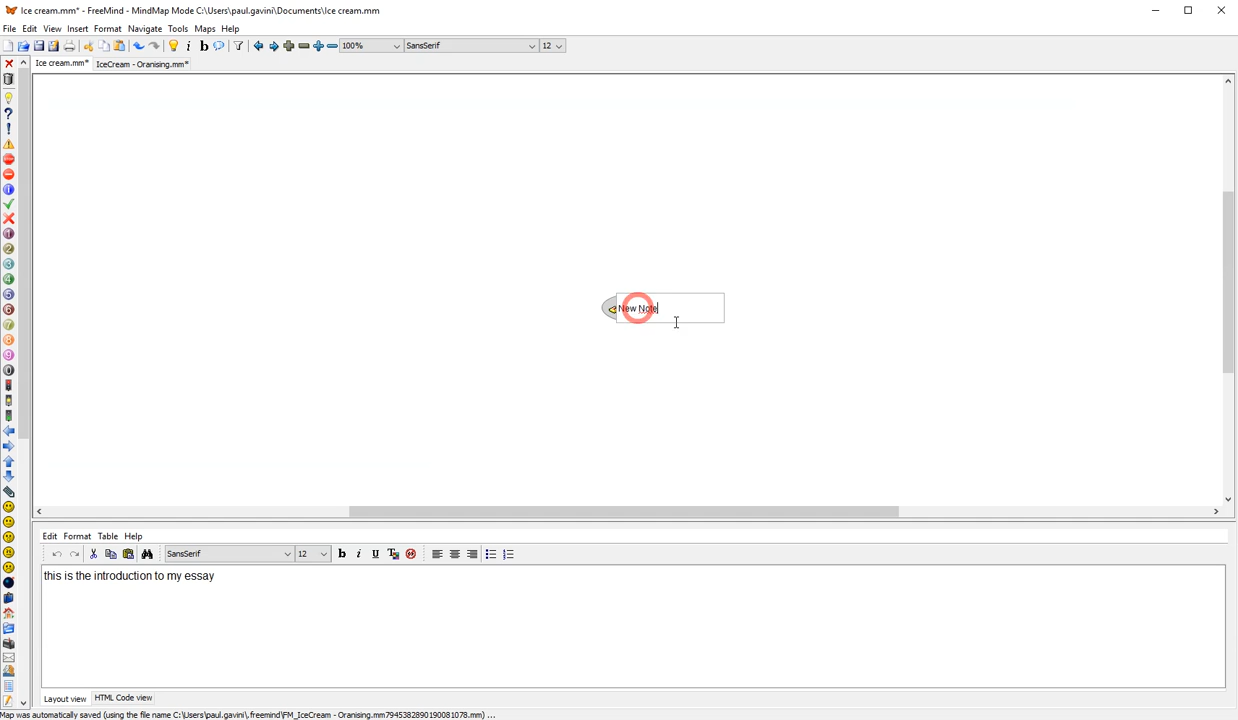 Ice cream.mm* - FreeMind - MindMap Mode C:\Users\paul.gavini\Documents\Ice cream.mm
File Edit View Insert Format Navigate Tools Maps Help
100% SansSerif 12
Ice cream.mm* IceCream - Oranising.mm*
New Note
Edit Format Table Help
SansSerif 12
this is the introduction to my essay
Layout view HTML Code view
Map was automatically saved (using the file name C:\Users\paul.gavini\.freemind\FM_IceCream - Oranising.mm7945382890190081078.mm) ...